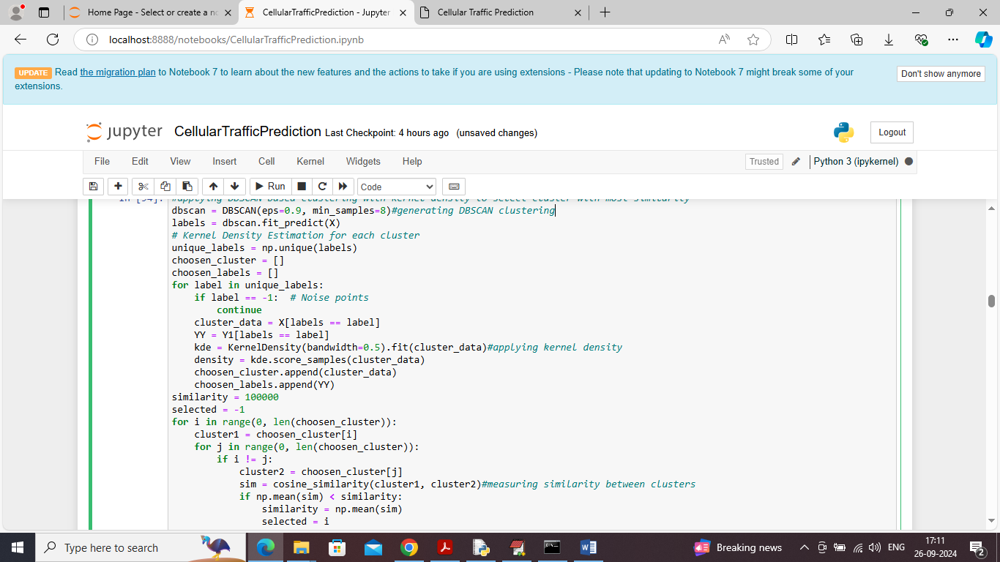 Home Page - Select or create a no
CellularTrafficPrediction - Jupyter
Cellular Traffic Prediction
localhost:8888/notebooks/CellularTrafficPrediction.ipynb
UPDATE Read the migration plan to Notebook 7 to learn about the new features and the actions to take if you are using extensions - Please note that updating to Notebook 7 might break some of your
extensions.
Don't show anymore
jupyter CellularTrafficPrediction Last Checkpoint: 4 hours ago (unsaved changes)
Logout
File Edit View Insert Cell Kernel Widgets Help
Trusted
Python 3 (ipykernel)
Run
Code
In [94]: #applying DBSCAN based clustering with kernel density to select cluster with most similarity
dbscan = DBSCAN(eps=0.9, min_samples=8)#generating DBSCAN clustering
labels = dbscan.fit_predict(X)
# Kernel Density Estimation for each cluster
unique_labels = np.unique(labels)
choosen_cluster = []
choosen_labels = []
for label in unique_labels:
    if label == -1:  # Noise points
        continue
    cluster_data = X[labels == label]
    YY = Y1[labels == label]
    kde = KernelDensity(bandwidth=0.5).fit(cluster_data)#applying kernel density
    density = kde.score_samples(cluster_data)
    choosen_cluster.append(cluster_data)
    choosen_labels.append(YY)
similarity = 100000
selected = -1
for i in range(0, len(choosen_cluster)):
    cluster1 = choosen_cluster[i]
    for j in range(0, len(choosen_cluster)):
        if i != j:
            cluster2 = choosen_cluster[j]
            sim = cosine_similarity(cluster1, cluster2)#measuring similarity between clusters
            if np.mean(sim) < similarity:
                similarity = np.mean(sim)
                selected = i
Type here to search
Breaking news
ENG
17:11
26-09-2024
2